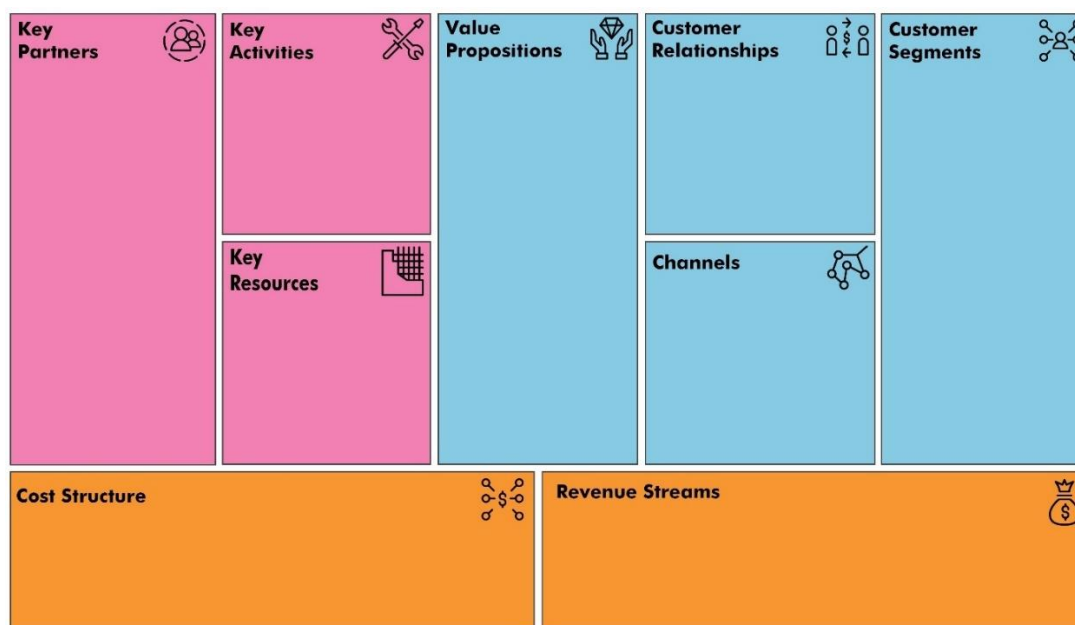 Key
Partners
Key
Activities
Key
Resources
Value
Propositions
Customer
Relationships
Channels
Customer
Segments
Cost Structure
Revenue Streams